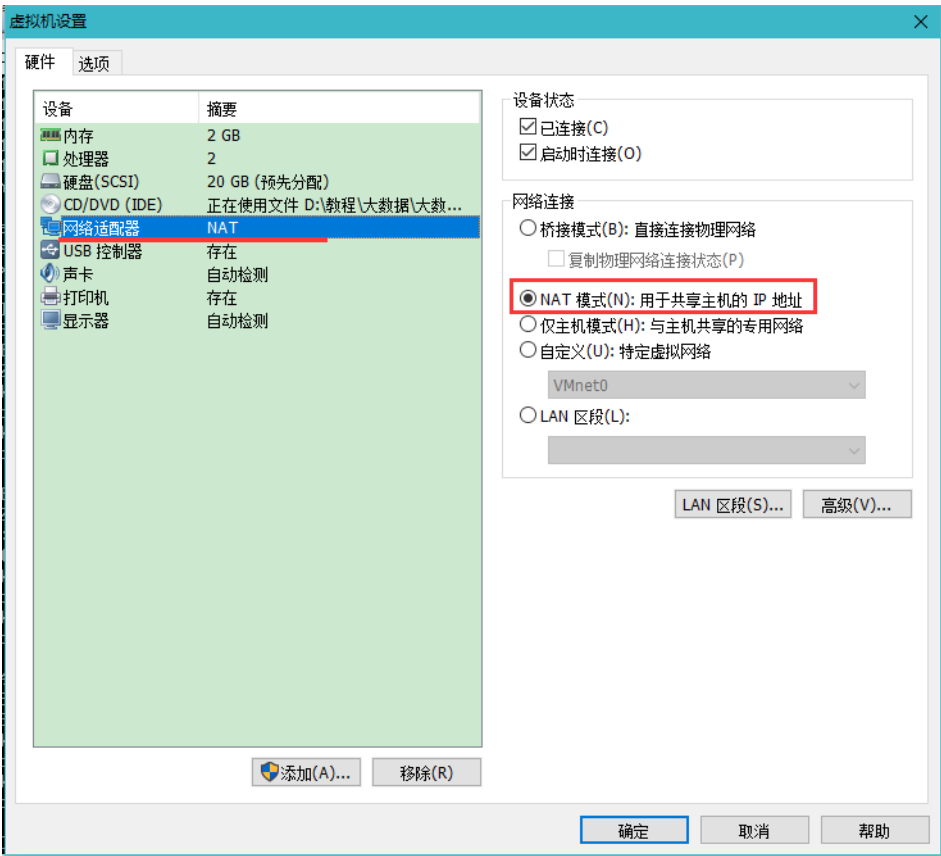 虚拟机设置
硬件 选项
设备 摘要
内存 2 GB
处理器 2
硬盘(SCSI) 20 GB (预先分配)
CD/DVD (IDE) 正在使用文件 D:\教程\大数据\大数...
网络适配器 NAT
USB 控制器 存在
声卡 自动检测
打印机 存在
显示器 自动检测
添加(A)... 移除(R)
设备状态
已连接(C)
启动时连接(O)
网络连接
桥接模式(B): 直接连接物理网络
复制物理网络连接状态(P)
NAT 模式(N): 用于共享主机的 IP 地址
仅主机模式(H): 与主机共享的专用网络
自定义(U): 特定虚拟网络
VMnet0
LAN 区段(L):
LAN 区段(S)... 高级(V)...
确定 取消 帮助